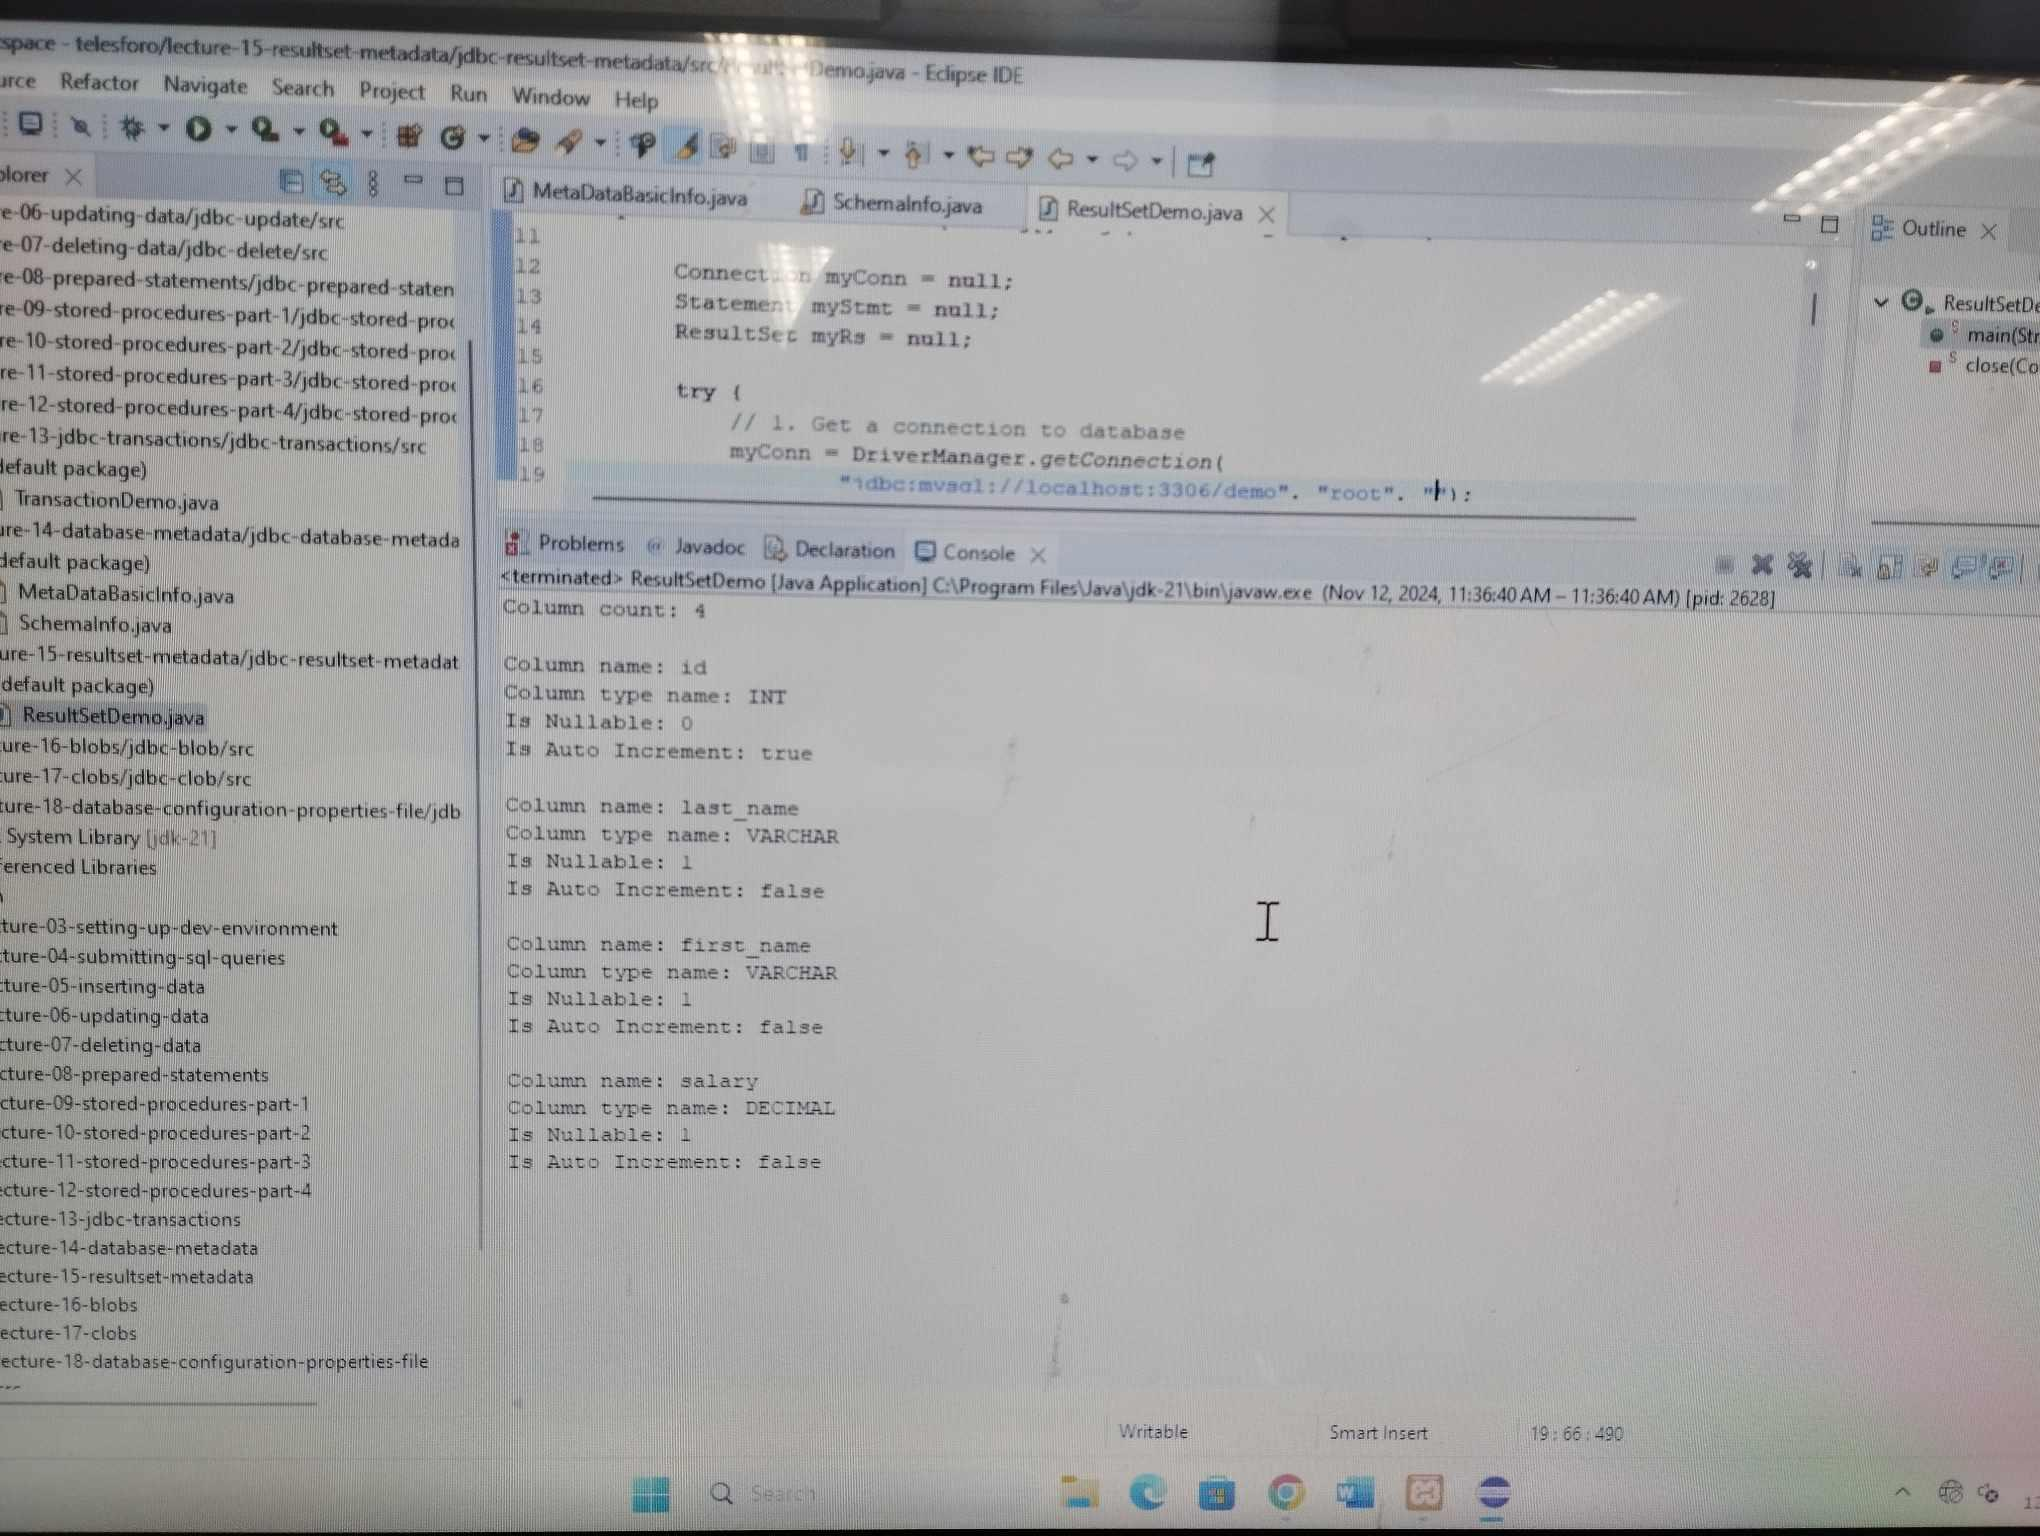 space - telesforo/lecture-15-resultset-metadata/jdbc-resultset-metadata/src/ Demo.java - Eclipse IDE
urce Refactor Navigate Search Project Run Window Help
plorer
e-06-updating-data/jdbc-update/src
re-07-deleting-data/jdbc-delete/src
re-08-prepared-statements/jdbc-prepared-staten
re-09-stored-procedures-part-1/jdbc-stored-proc
re-10-stored-procedures-part-2/jdbc-stored-proc
re-11-stored-procedures-part-3/jdbc-stored-proc
re-12-stored-procedures-part-4/jdbc-stored-proc
re-13-jdbc-transactions/jdbc-transactions/src
default package)
TransactionDemo.java
ure-14-database-metadata/jdbc-database-metada
default package)
MetaDataBasicInfo.java
SchemaInfo.java
ure-15-resultset-metadata/jdbc-resultset-metadat
default package)
ResultSetDemo.java
ure-16-blobs/jdbc-blob/src
ture-17-clobs/jdbc-clob/src
ture-18-database-configuration-properties-file/jdb
System Library [jdk-21]
ferenced Libraries
cture-03-setting-up-dev-environment
cture-04-submitting-sql-queries
cture-05-inserting-data
cture-06-updating-data
cture-07-deleting-data
cture-08-prepared-statements
cture-09-stored-procedures-part-1
cture-10-stored-procedures-part-2
ecture-11-stored-procedures-part-3
ecture-12-stored-procedures-part-4
ecture-13-jdbc-transactions
ecture-14-database-metadata
ecture-15-resultset-metadata
ecture-16-blobs
ecture-17-clobs
ecture-18-database-configuration-properties-file
MetaDataBasicInfo.java SchemaInfo.java ResultSetDemo.java
11
12 Connection myConn = null;
13 Statement myStmt = null;
14 ResultSet myRs = null;
15
16 try {
17 // 1. Get a connection to database
18 myConn = DriverManager.getConnection(
19 "jdbc:mysql://localhost:3306/demo", "root", "");
Outline
ResultSetDe
main(Str
close(Co
Problems Javadoc Declaration Console
<terminated> ResultSetDemo [Java Application] C:\Program Files\Java\jdk-21\bin\javaw.exe (Nov 12, 2024, 11:36:40 AM – 11:36:40 AM) [pid: 2628]
Column count: 4
Column name: id
Column type name: INT
Is Nullable: 0
Is Auto Increment: true
Column name: last_name
Column type name: VARCHAR
Is Nullable: 1
Is Auto Increment: false
Column name: first_name
Column type name: VARCHAR
Is Nullable: 1
Is Auto Increment: false
Column name: salary
Column type name: DECIMAL
Is Nullable: 1
Is Auto Increment: false
Writable Smart Insert 19 : 66 : 490
Search